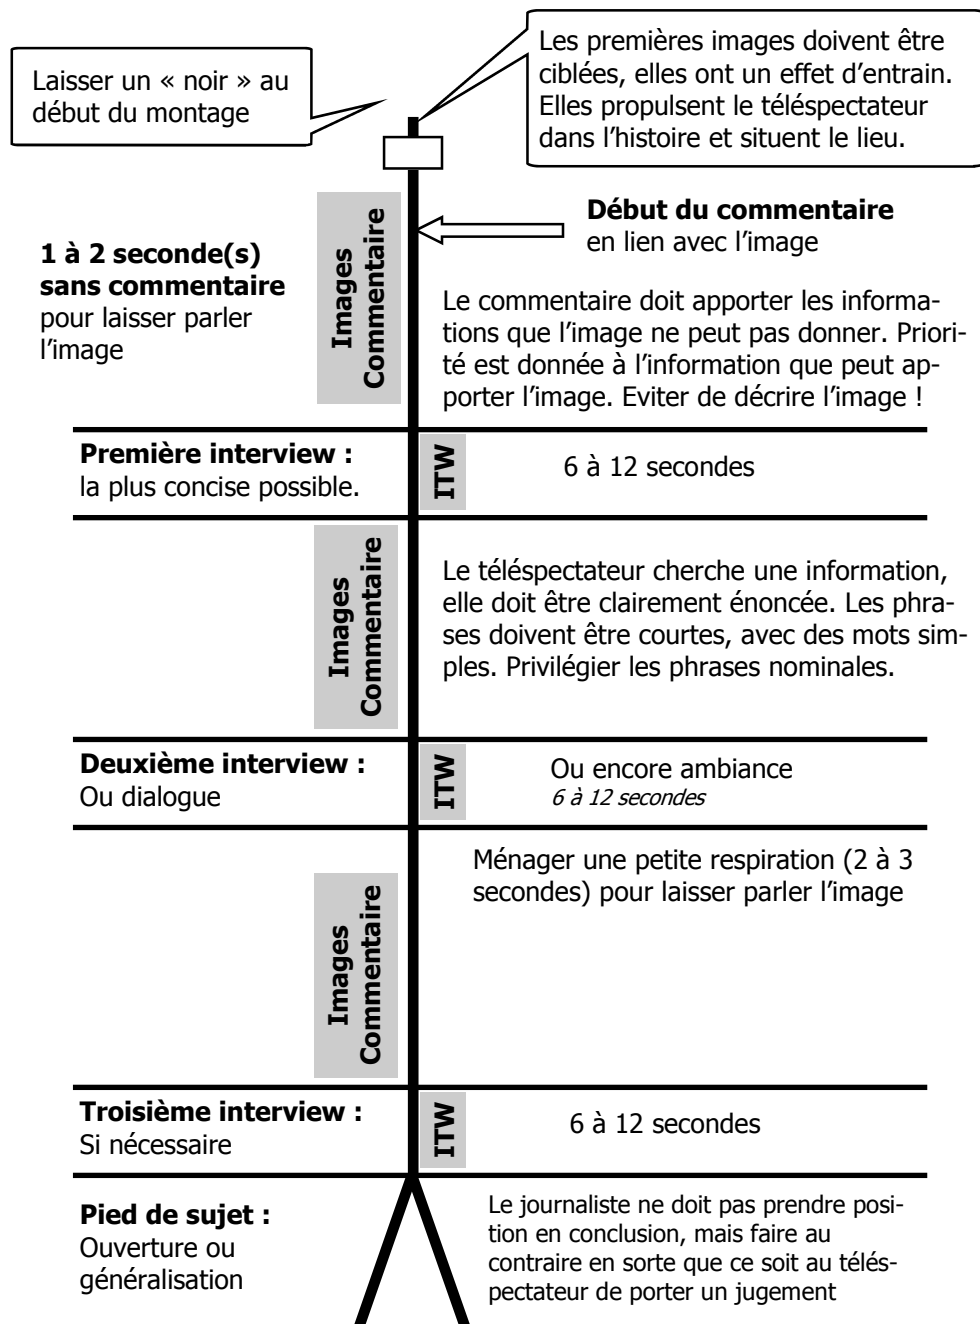 Laisser un « noir » au
début du montage
Les premières images doivent être
ciblées, elles ont un effet d’entrain.
Elles propulsent le téléspectateur
dans l’histoire et situent le lieu.
1 à 2 seconde(s)
sans commentaire
pour laisser parler
l’image
Images
Commentaire
Début du commentaire
en lien avec l’image
Le commentaire doit apporter les informa-
tions que l’image ne peut pas donner. Priori-
té est donnée à l’information que peut ap-
porter l’image. Eviter de décrire l’image !
Première interview :
la plus concise possible.
ITW
6 à 12 secondes
Images
Commentaire
Le téléspectateur cherche une information,
elle doit être clairement énoncée. Les phra-
ses doivent être courtes, avec des mots sim-
ples. Privilégier les phrases nominales.
Deuxième interview :
Ou dialogue
ITW
Ou encore ambiance
6 à 12 secondes
Images
Commentaire
Ménager une petite respiration (2 à 3
secondes) pour laisser parler l’image
Troisième interview :
Si nécessaire
ITW
6 à 12 secondes
Pied de sujet :
Ouverture ou
généralisation
Le journaliste ne doit pas prendre posi-
tion en conclusion, mais faire au
contraire en sorte que ce soit au télés-
pectateur de porter un jugement